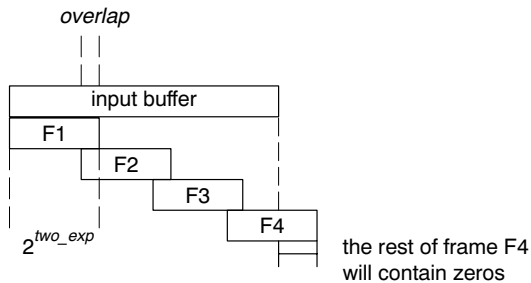 overlap
input buffer
F1
F2
F3
F4
2^two_exp
the rest of frame F4
will contain zeros